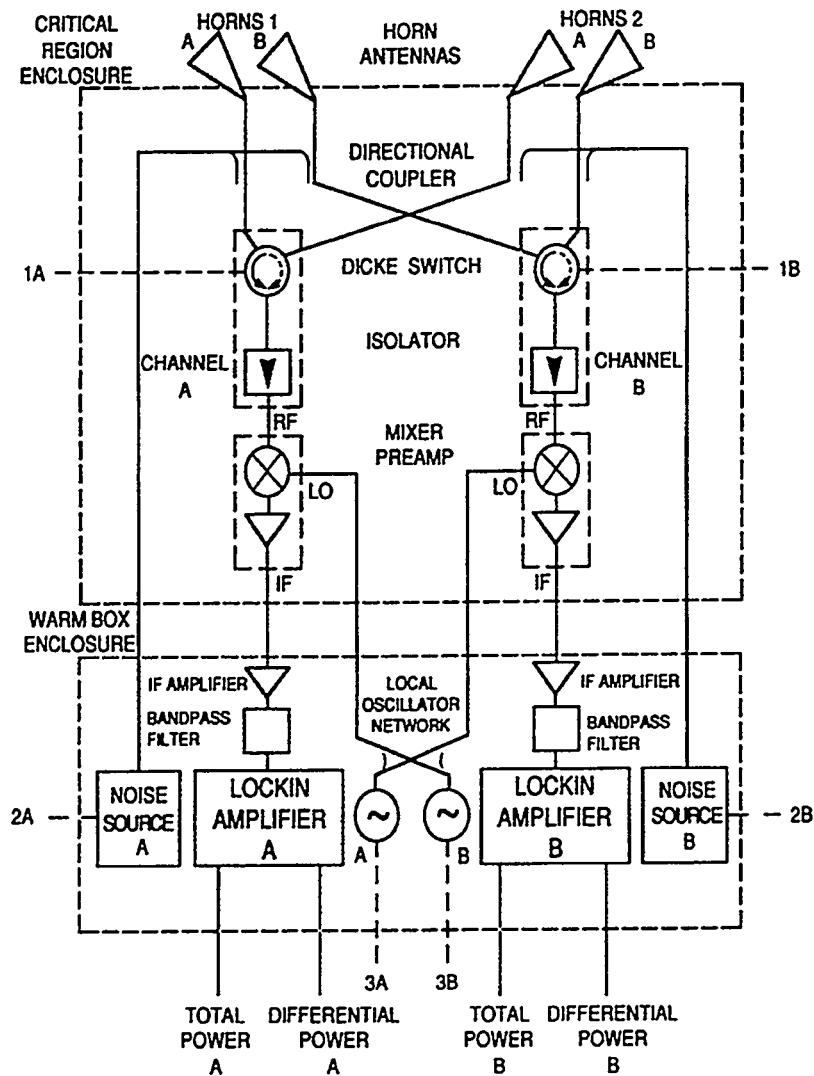 CRITICAL
REGION
ENCLOSURE
HORNS 1
A
B
HORN
ANTENNAS
HORNS 2
A
B
DIRECTIONAL
COUPLER
1A
DICKE SWITCH
1B
ISOLATOR
CHANNEL
A
CHANNEL
B
RF
RF
MIXER
PREAMP
LO
LO
IF
IF
WARM BOX
ENCLOSURE
IF AMPLIFIER
LOCAL
OSCILLATOR
NETWORK
IF AMPLIFIER
BANDPASS
FILTER
BANDPASS
FILTER
2A
NOISE
SOURCE
A
LOCKIN
AMPLIFIER
A
~
A
~
B
LOCKIN
AMPLIFIER
B
NOISE
SOURCE
B
2B
3A
3B
TOTAL
POWER
A
DIFFERENTIAL
POWER
A
TOTAL
POWER
B
DIFFERENTIAL
POWER
B